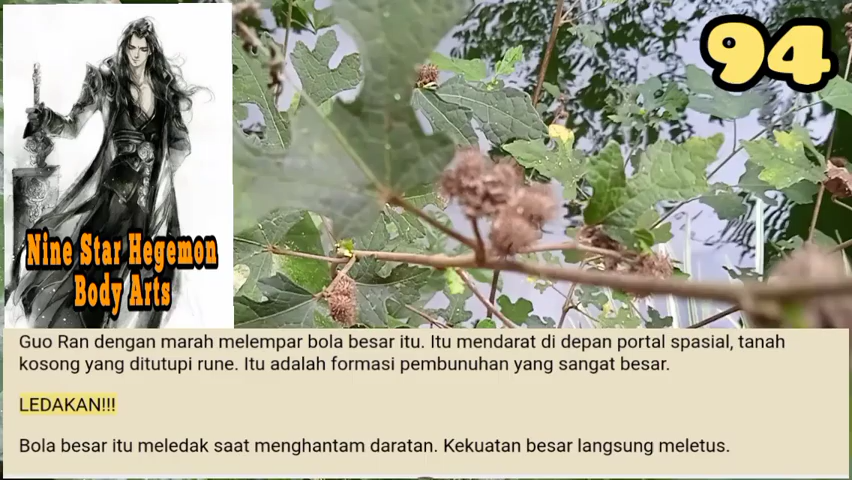 94
Nine Star Hegemon
Body Arts
Guo Ran dengan marah melempar bola besar itu. Itu mendarat di depan portal spasial, tanah
kosong yang ditutupi rune. Itu adalah formasi pembunuhan yang sangat besar.
LEDAKAN!!!
Bola besar itu meledak saat menghantam daratan. Kekuatan besar langsung meletus.